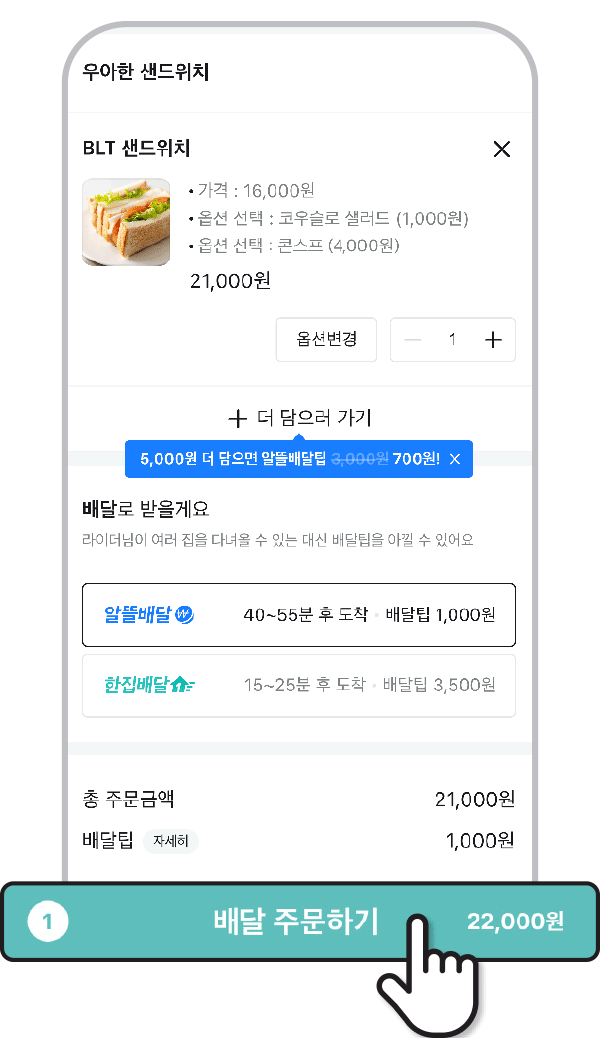 우아한 샌드위치
BLT 샌드위치
• 가격 : 16,000원
• 옵션 선택 : 코우슬로 샐러드 (1,000원)
• 옵션 선택 : 콘스프 (4,000원)
21,000원
옵션변경
1
더 담으러 가기
5,000원 더 담으면 알뜰배달팁 3,000원 700원!
배달로 받을게요
라이더님이 여러 집을 다녀올 수 있는 대신 배달팁을 아낄 수 있어요
알뜰배달 40~55분 후 도착 • 배달팁 1,000원
한집배달 15~25분 후 도착 • 배달팁 3,500원
총 주문금액 21,000원
배달팁 자세히 1,000원
1 배달 주문하기 22,000원